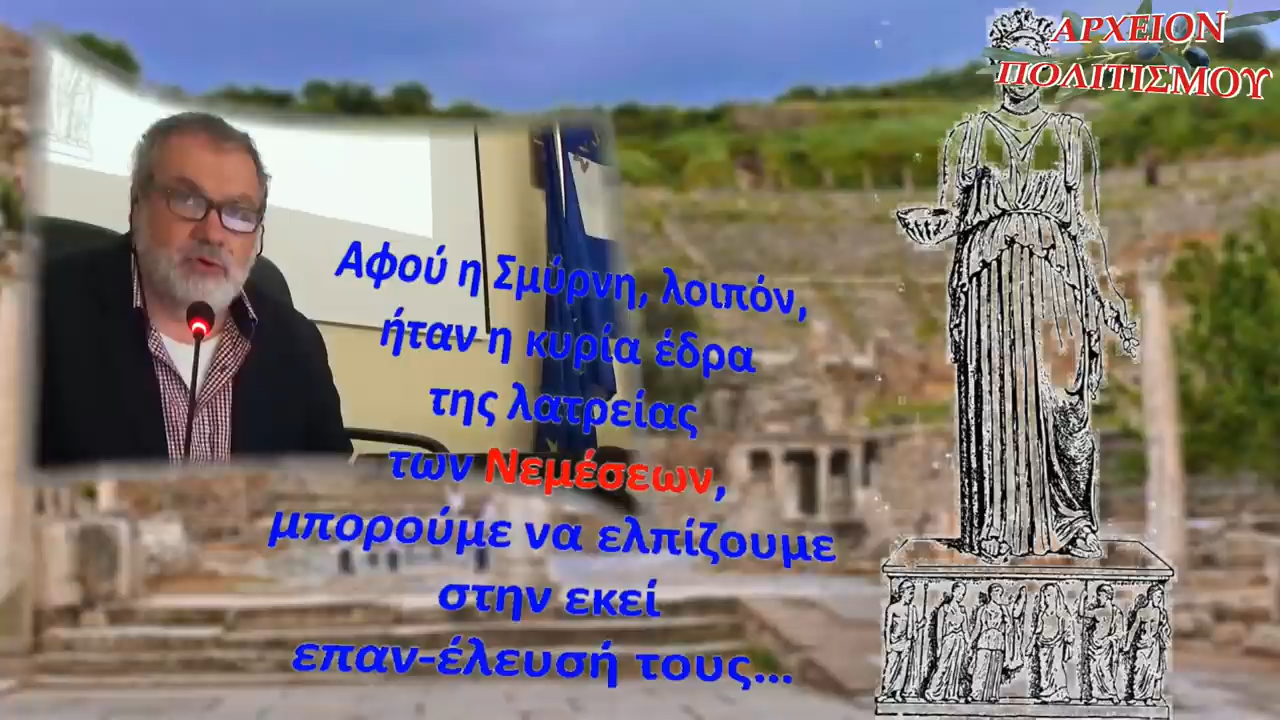 ΑΡΧΕΙΟΝ
ΠΟΛΙΤΙΣΜΟΥ
Αφού η Σμύρνη, λοιπόν,
ήταν η κυρία έδρα
της λατρείας
των Νεμέσεων,
μπορούμε να ελπίζουμε
στην εκεί
επαν-έλευσή τους...